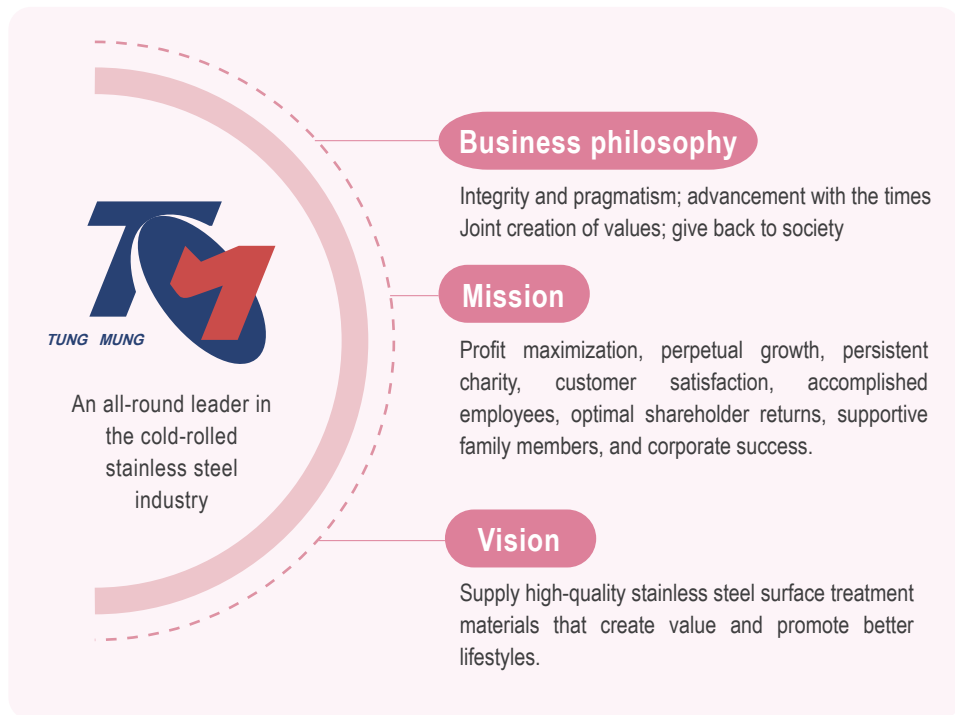 TUNG MUNG
An all-round leader in
the cold-rolled
stainless steel
industry
Business philosophy
Integrity and pragmatism; advancement with the times
Joint creation of values; give back to society
Mission
Profit maximization, perpetual growth, persistent
charity, customer satisfaction, accomplished
employees, optimal shareholder returns, supportive
family members, and corporate success.
Vision
Supply high-quality stainless steel surface treatment
materials that create value and promote better
lifestyles.